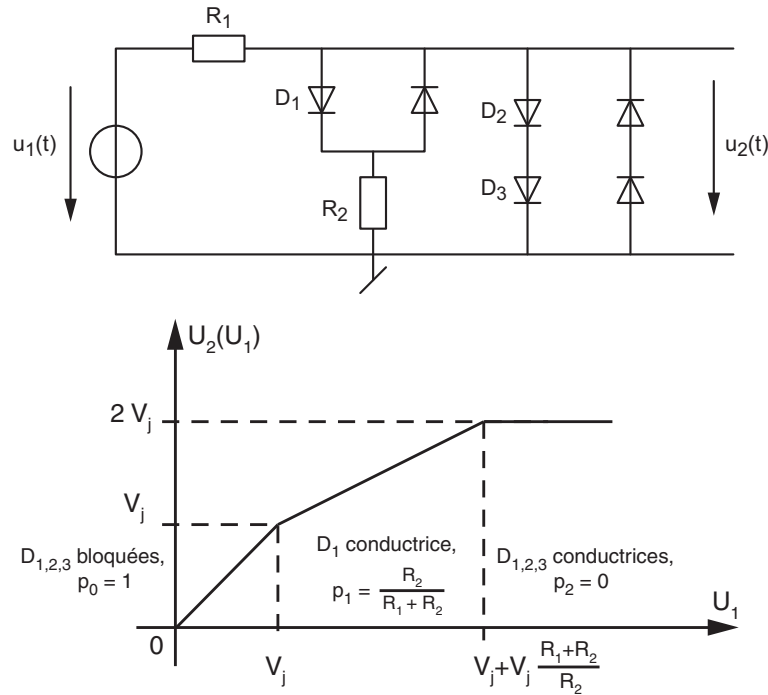 R1
D1
D2
u1(t)
u2(t)
R2
D3
U2(U1)
2 Vj
Vj
D1,2,3 bloquées,
p0 = 1
D1 conductrice,
p1 = R2 / R1 + R2
D1,2,3 conductrices,
p2 = 0
U1
0
Vj
Vj+Vj R1+R2 / R2